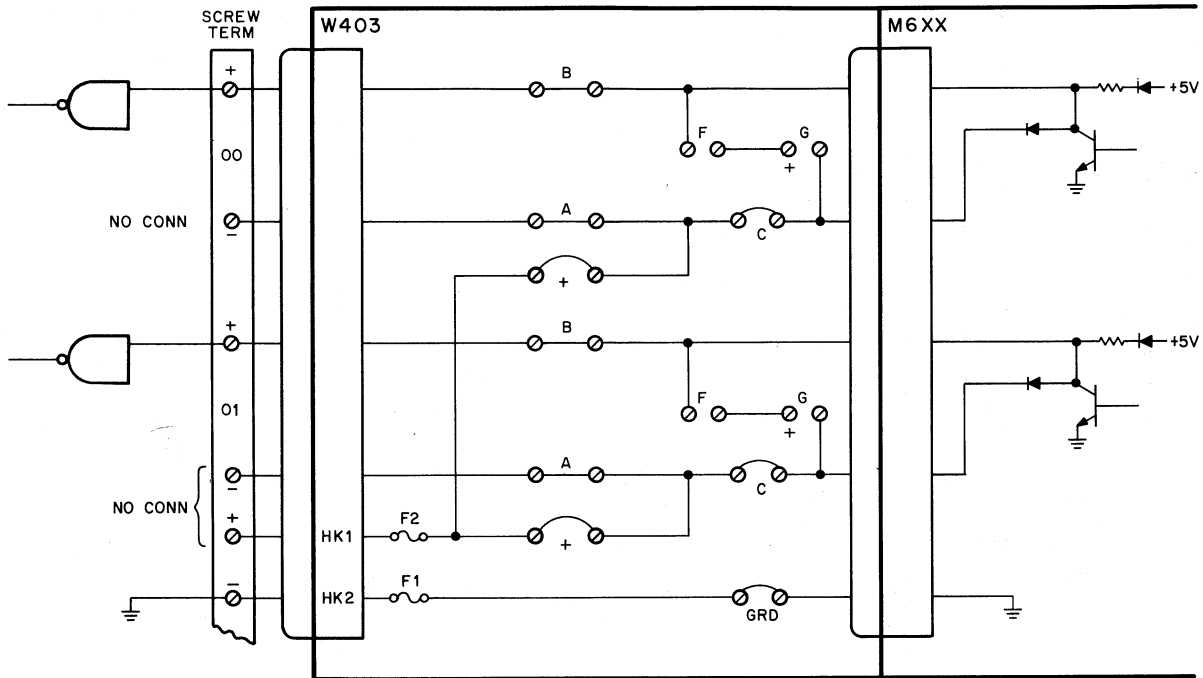 SCREW
TERM
W403
M6XX
+
B
+5V
00
F
G
+
NO CONN
A
−
C
+
+
B
+5V
01
F
G
+
A
−
C
NO CONN
+
HK1
F2
+
−
HK2
F1
GRD